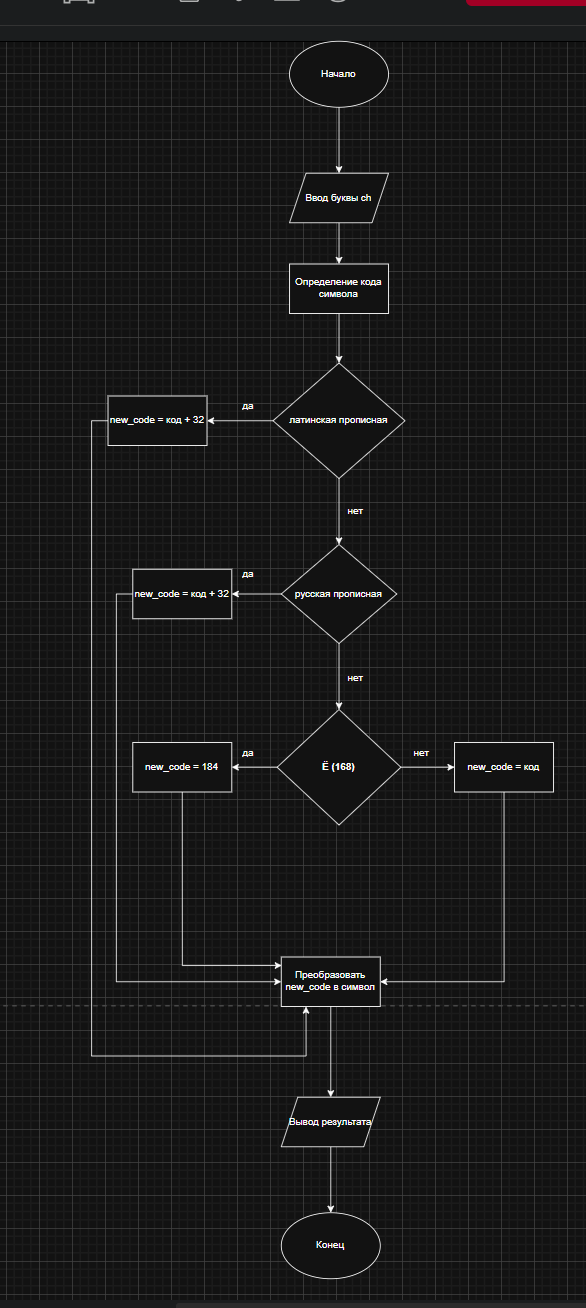 Начало
Ввод буквы ch
Определение кода
символа
да
new_code = код + 32
латинская прописная
нет
да
new_code = код + 32
русская прописная
нет
да
нет
new_code = 184
Ё (168)
new_code = код
Преобразовать
new_code в символ
Вывод результата
Конец